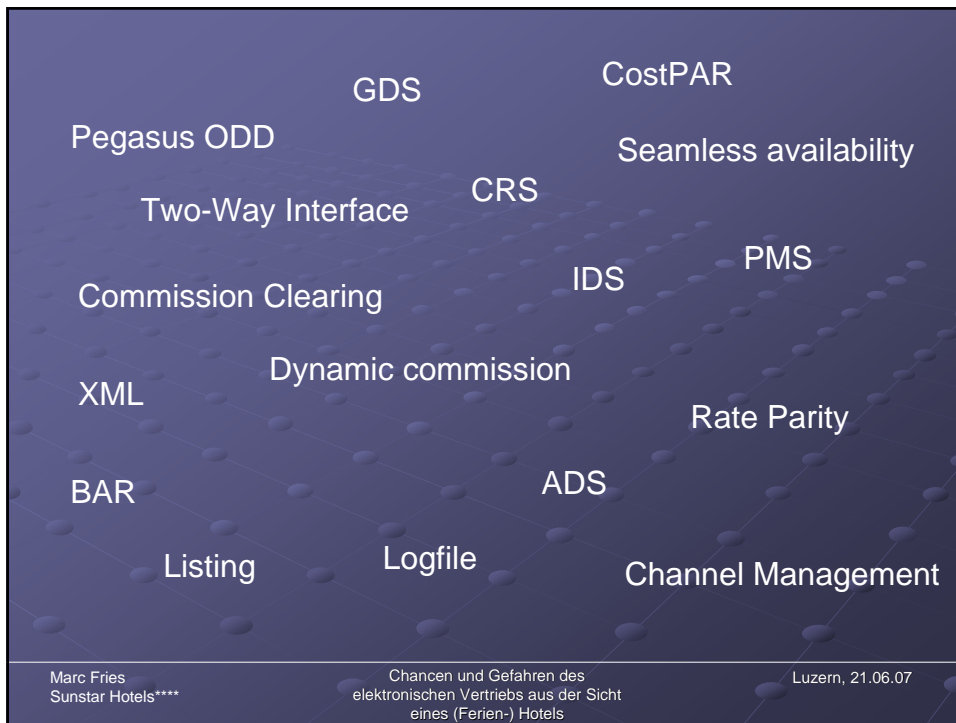 CostPAR
GDS
Pegasus ODD
Seamless availability
CRS
Two-Way Interface
PMS
IDS
Commission Clearing
Dynamic commission
XML
Rate Parity
ADS
BAR
Logfile
Listing
Channel Management
Marc Fries
Sunstar Hotels****
Chancen und Gefahren des
elektronischen Vertriebs aus der Sicht
eines (Ferien-) Hotels
Luzern, 21.06.07